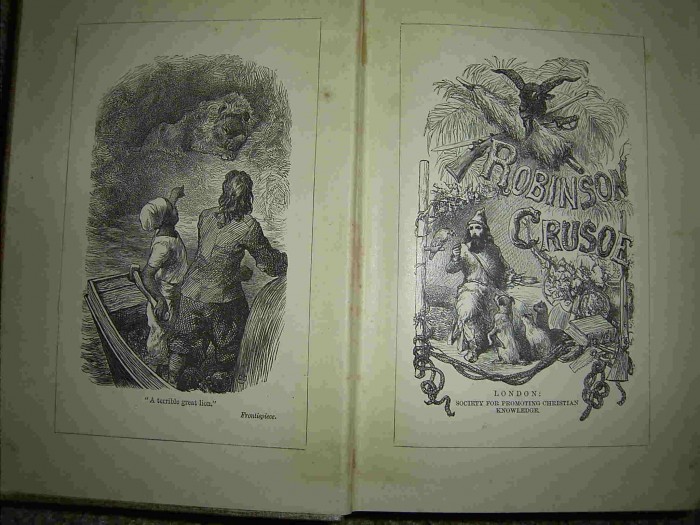 "A terrible great lion."
Frontispiece.
ROBINSON
CRUSOE
LONDON:
SOCIETY FOR PROMOTING CHRISTIAN
KNOWLEDGE.